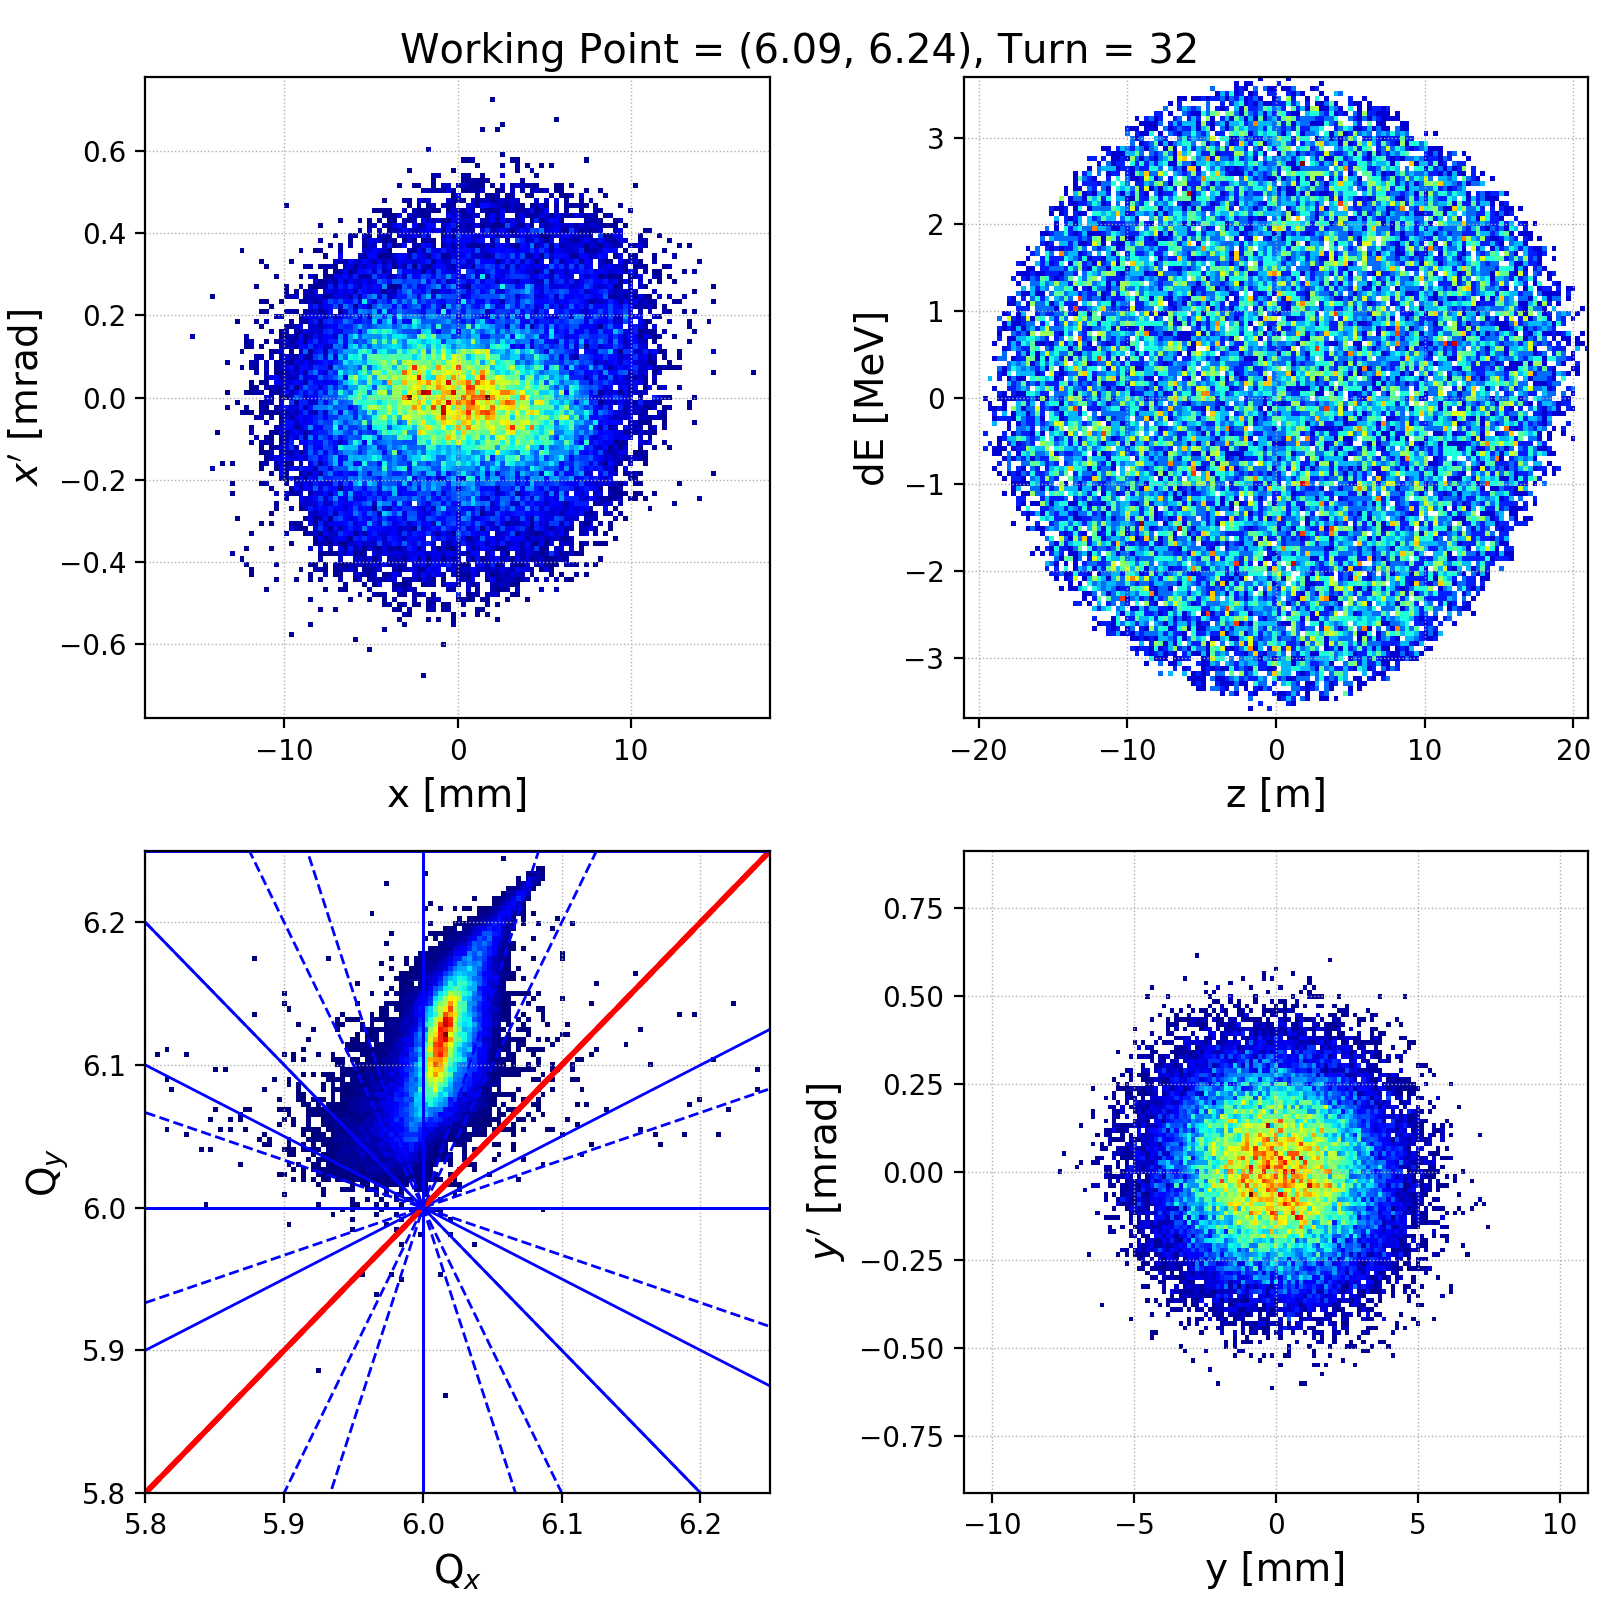 Working Point = (6.09, 6.24), Turn = 32
0.6
0.4
0.2
0.0
−0.2
−0.4
−0.6
x′ [mrad]
−10 0 10
x [mm]
3
2
1
0
−1
−2
−3
dE [MeV]
−20 −10 0 10 20
z [m]
6.2
6.1
6.0
5.9
5.8
Qy
5.8 5.9 6.0 6.1 6.2
Qx
0.75
0.50
0.25
0.00
−0.25
−0.50
−0.75
y′ [mrad]
−10 −5 0 5 10
y [mm]